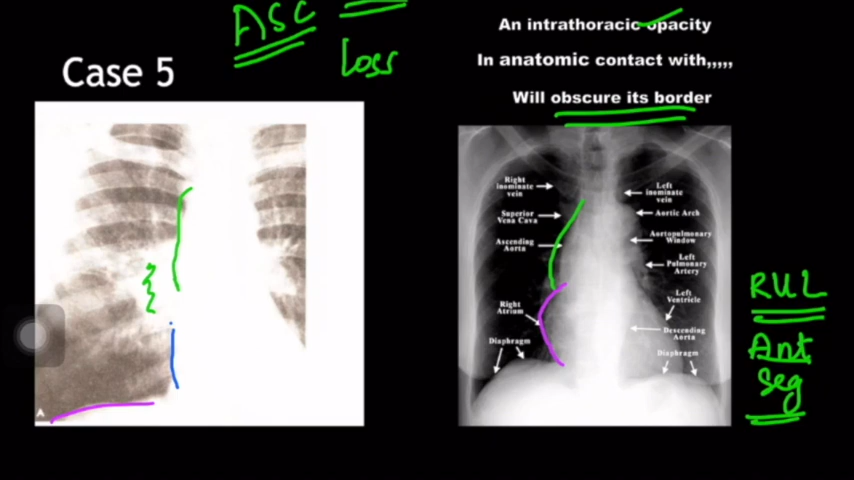 ASC
Loss
Case 5
An intrathoracic opacity
In anatomic contact with,,,,,
Will obscure its border
A
Right
inominate
vein
Superior
Vena Cava
Ascending
Aorta
Right
Atrium
Diaphragm
Left
inominate
vein
Aortic Arch
Aortopulmonary
Window
Left
Pulmonary
Artery
Left
Ventricle
Descending
Aorta
Diaphragm
RUL
Ant
Seg